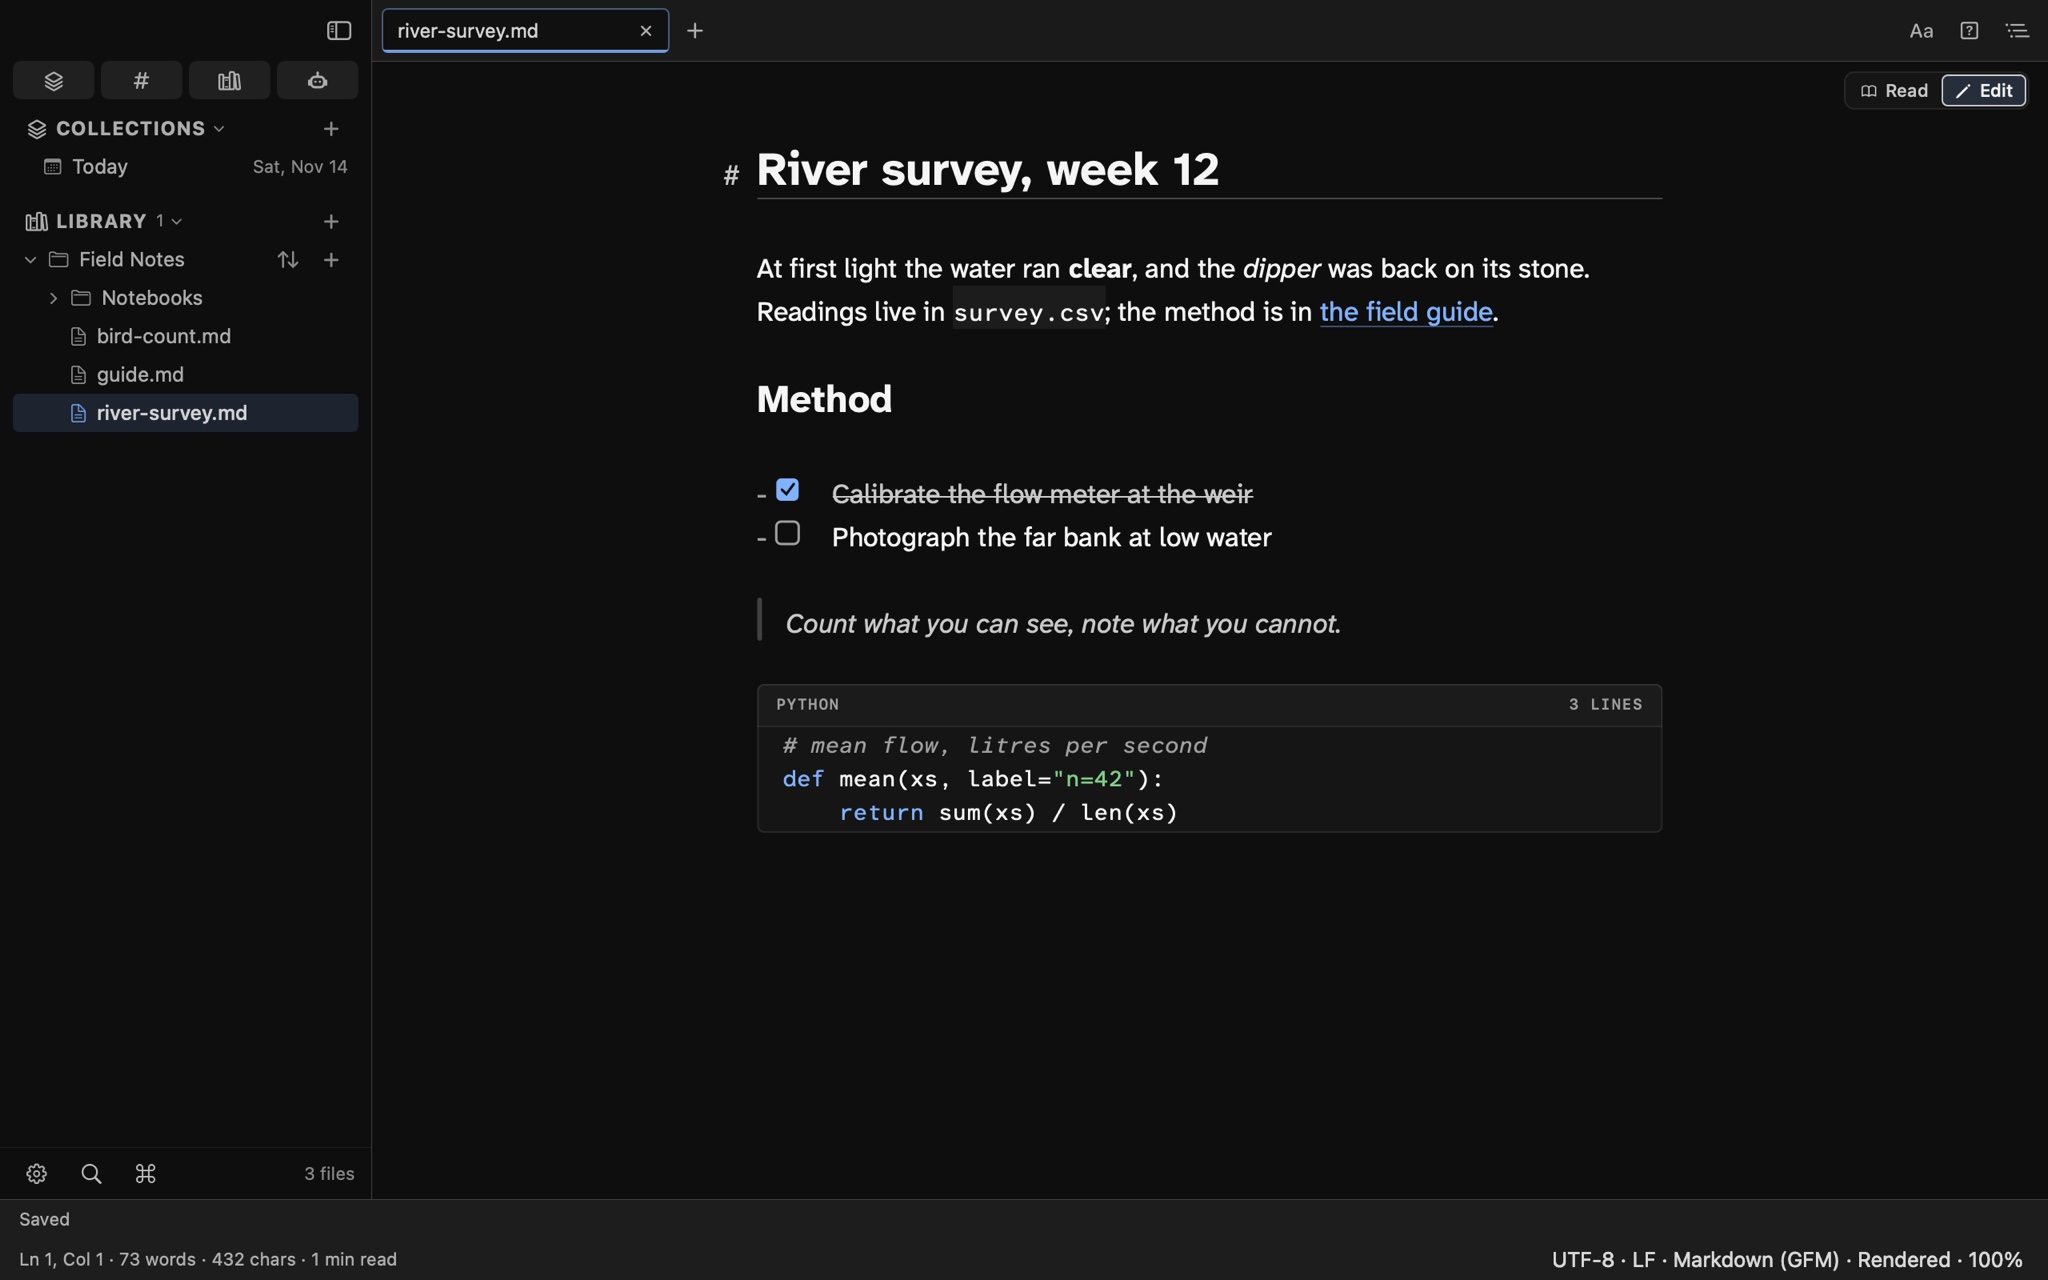 river-survey.md
Aa
Read
Edit
COLLECTIONS
Today Sat, Nov 14
LIBRARY 1
Field Notes
Notebooks
bird-count.md
guide.md
river-survey.md
3 files
# River survey, week 12
At first light the water ran clear, and the dipper was back on its stone.
Readings live in survey.csv; the method is in the field guide.
Method
- Calibrate the flow meter at the weir
- Photograph the far bank at low water
Count what you can see, note what you cannot.
PYTHON 3 LINES
# mean flow, litres per second
def mean(xs, label="n=42"):
    return sum(xs) / len(xs)
Saved
Ln 1, Col 1 · 73 words · 432 chars · 1 min read
UTF-8 · LF · Markdown (GFM) · Rendered · 100%